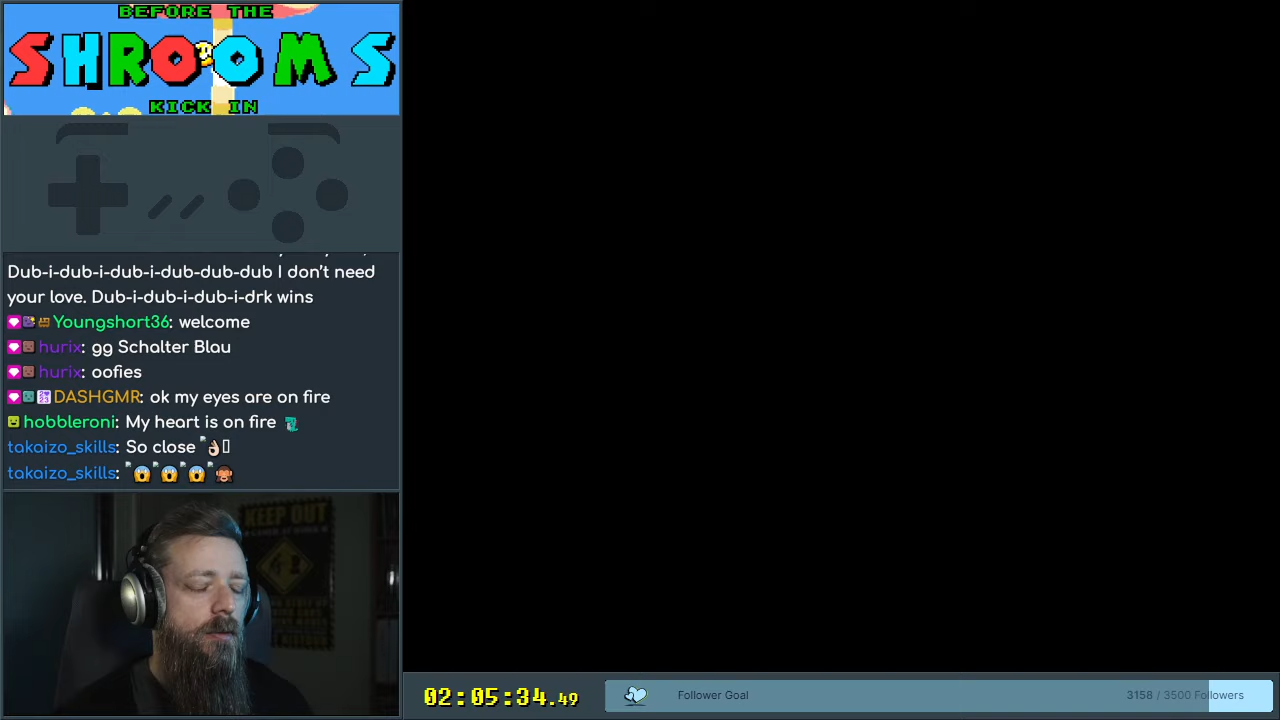 BEFORE THE
SHROOMS
KICK IN
Dub-i-dub-i-dub-i-dub-dub-dub I don't need
your love. Dub-i-dub-i-dub-i-drk wins
Youngshort36: welcome
hurix: gg Schalter Blau
hurix: oofies
DASHGMR: ok my eyes are on fire
hobbleroni: My heart is on fire
takaizo_skills: So close 👌🏻
takaizo_skills: 😱😱😱🙈
KEEP OUT
02:05:34.49
Follower Goal
3158 / 3500 Followers